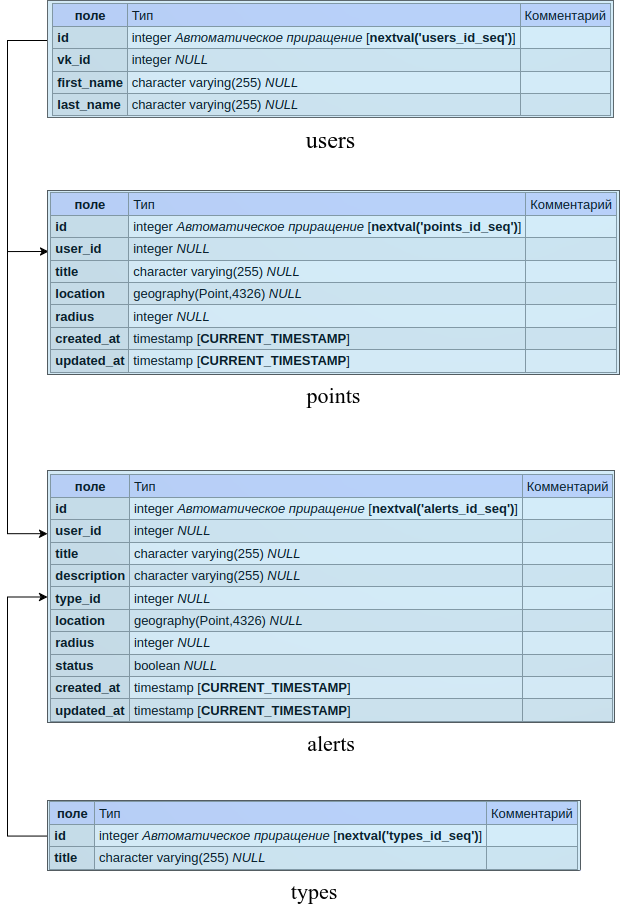 поле Тип Комментарий
id integer Автоматическое приращение [nextval('users_id_seq')]
vk_id integer NULL
first_name character varying(255) NULL
last_name character varying(255) NULL
users
поле Тип Комментарий
id integer Автоматическое приращение [nextval('points_id_seq')]
user_id integer NULL
title character varying(255) NULL
location geography(Point,4326) NULL
radius integer NULL
created_at timestamp [CURRENT_TIMESTAMP]
updated_at timestamp [CURRENT_TIMESTAMP]
points
поле Тип Комментарий
id integer Автоматическое приращение [nextval('alerts_id_seq')]
user_id integer NULL
title character varying(255) NULL
description character varying(255) NULL
type_id integer NULL
location geography(Point,4326) NULL
radius integer NULL
status boolean NULL
created_at timestamp [CURRENT_TIMESTAMP]
updated_at timestamp [CURRENT_TIMESTAMP]
alerts
поле Тип Комментарий
id integer Автоматическое приращение [nextval('types_id_seq')]
title character varying(255) NULL
types